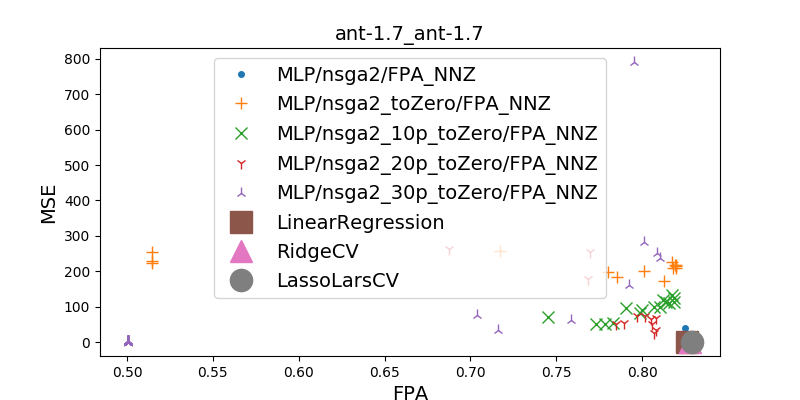 ant-1.7_ant-1.7
MLP/nsga2/FPA_NNZ
MLP/nsga2_toZero/FPA_NNZ
MLP/nsga2_10p_toZero/FPA_NNZ
MLP/nsga2_20p_toZero/FPA_NNZ
MLP/nsga2_30p_toZero/FPA_NNZ
LinearRegression
RidgeCV
LassoLarsCV
MSE
800
700
600
500
400
300
200
100
0
0.50 0.55 0.60 0.65 0.70 0.75 0.80
FPA